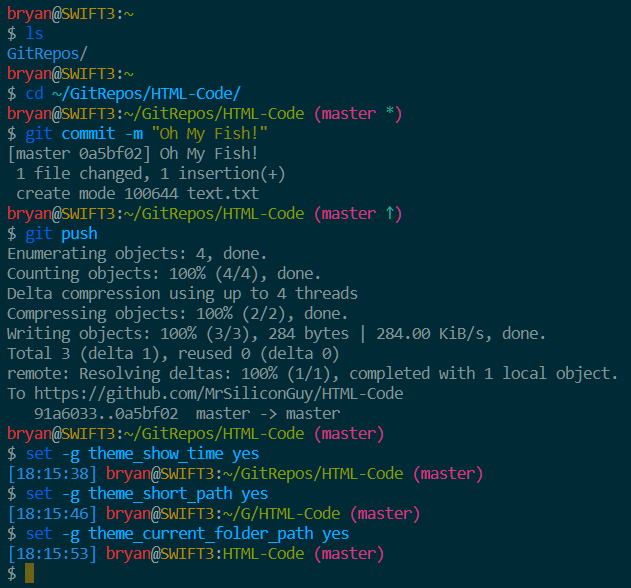 bryan@SWIFT3:~
$ ls
GitRepos/
bryan@SWIFT3:~
$ cd ~/GitRepos/HTML-Code/
bryan@SWIFT3:~/GitRepos/HTML-Code (master *)
$ git commit -m "Oh My Fish!"
[master 0a5bf02] Oh My Fish!
 1 file changed, 1 insertion(+)
 create mode 100644 text.txt
bryan@SWIFT3:~/GitRepos/HTML-Code (master ↑)
$ git push
Enumerating objects: 4, done.
Counting objects: 100% (4/4), done.
Delta compression using up to 4 threads
Compressing objects: 100% (2/2), done.
Writing objects: 100% (3/3), 284 bytes | 284.00 KiB/s, done.
Total 3 (delta 1), reused 0 (delta 0)
remote: Resolving deltas: 100% (1/1), completed with 1 local object.
To https://github.com/MrSiliconGuy/HTML-Code
   91a6033..0a5bf02  master -> master
bryan@SWIFT3:~/GitRepos/HTML-Code (master)
$ set -g theme_show_time yes
[18:15:38] bryan@SWIFT3:~/GitRepos/HTML-Code (master)
$ set -g theme_short_path yes
[18:15:46] bryan@SWIFT3:~/G/HTML-Code (master)
$ set -g theme_current_folder_path yes
[18:15:53] bryan@SWIFT3:HTML-Code (master)
$